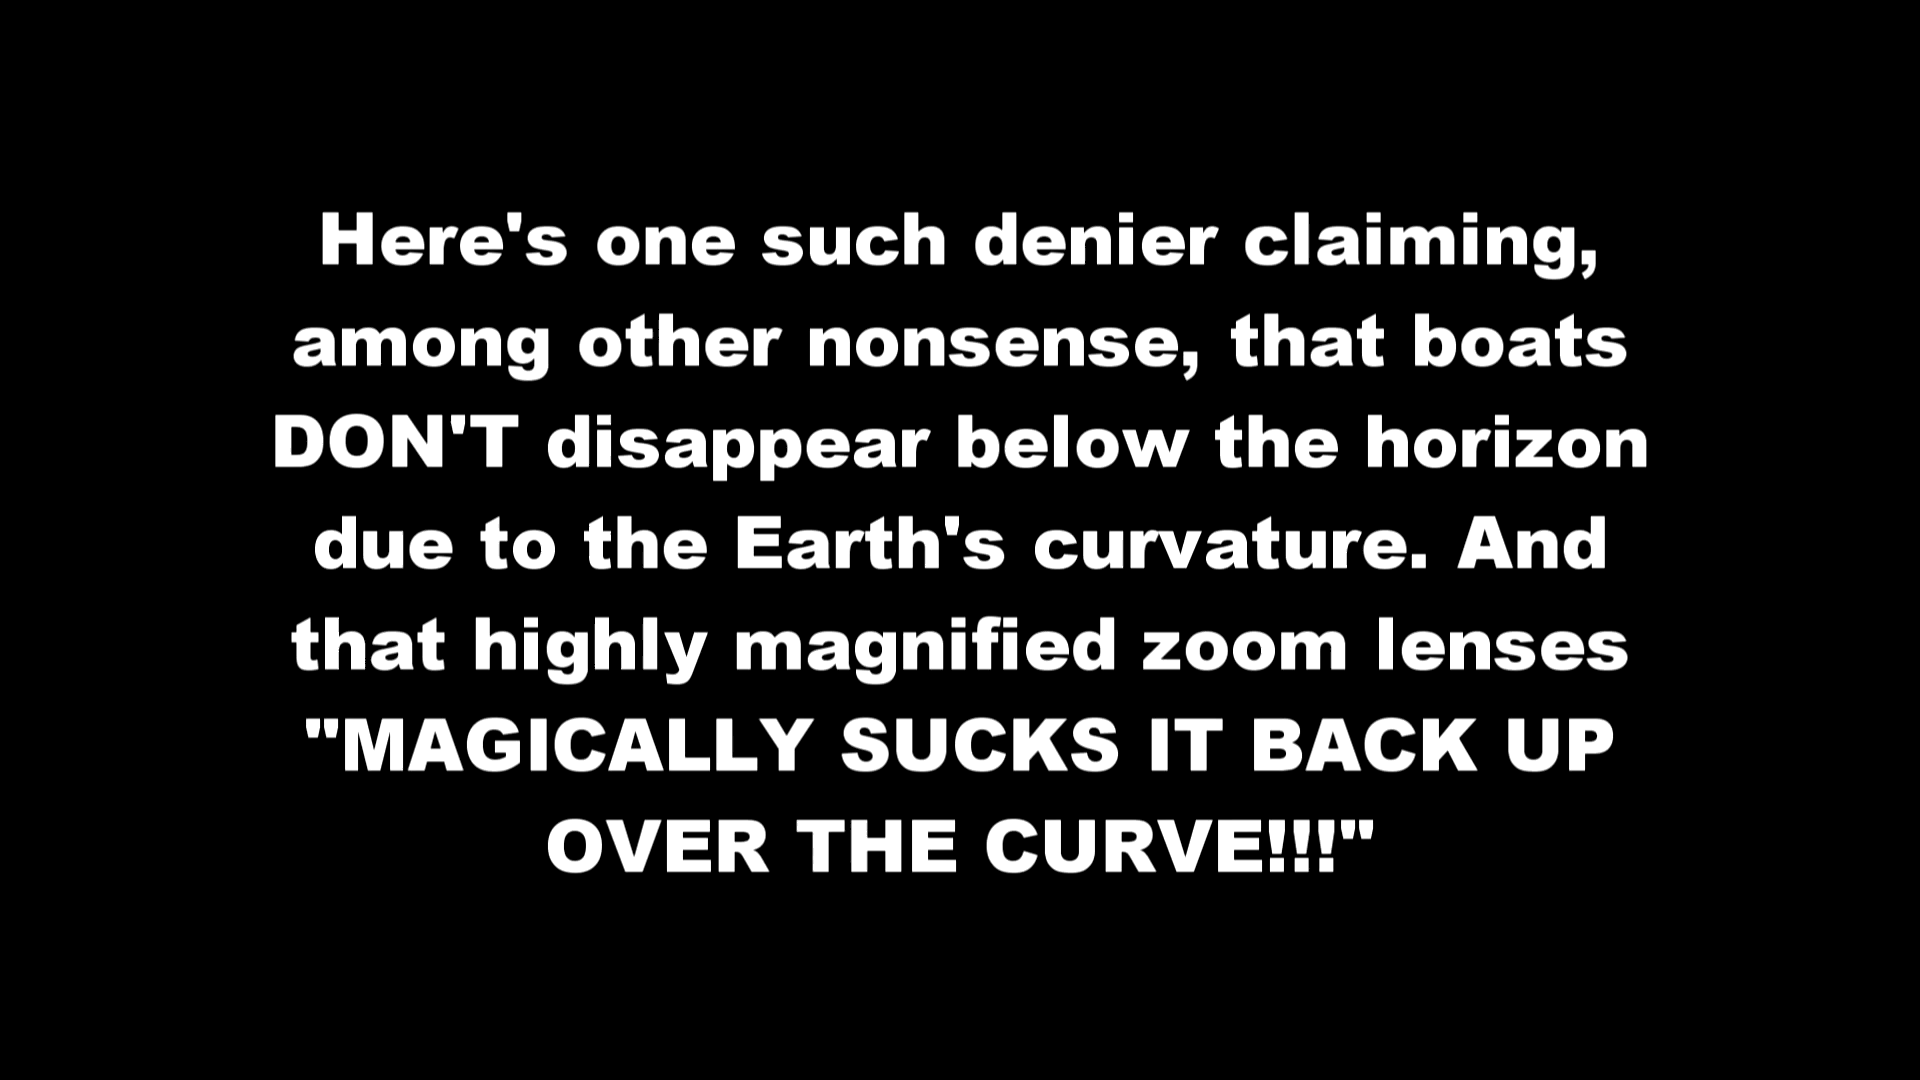 Here's one such denier claiming,
among other nonsense, that boats
DON'T disappear below the horizon
due to the Earth's curvature. And
that highly magnified zoom lenses
"MAGICALLY SUCKS IT BACK UP
OVER THE CURVE!!!"